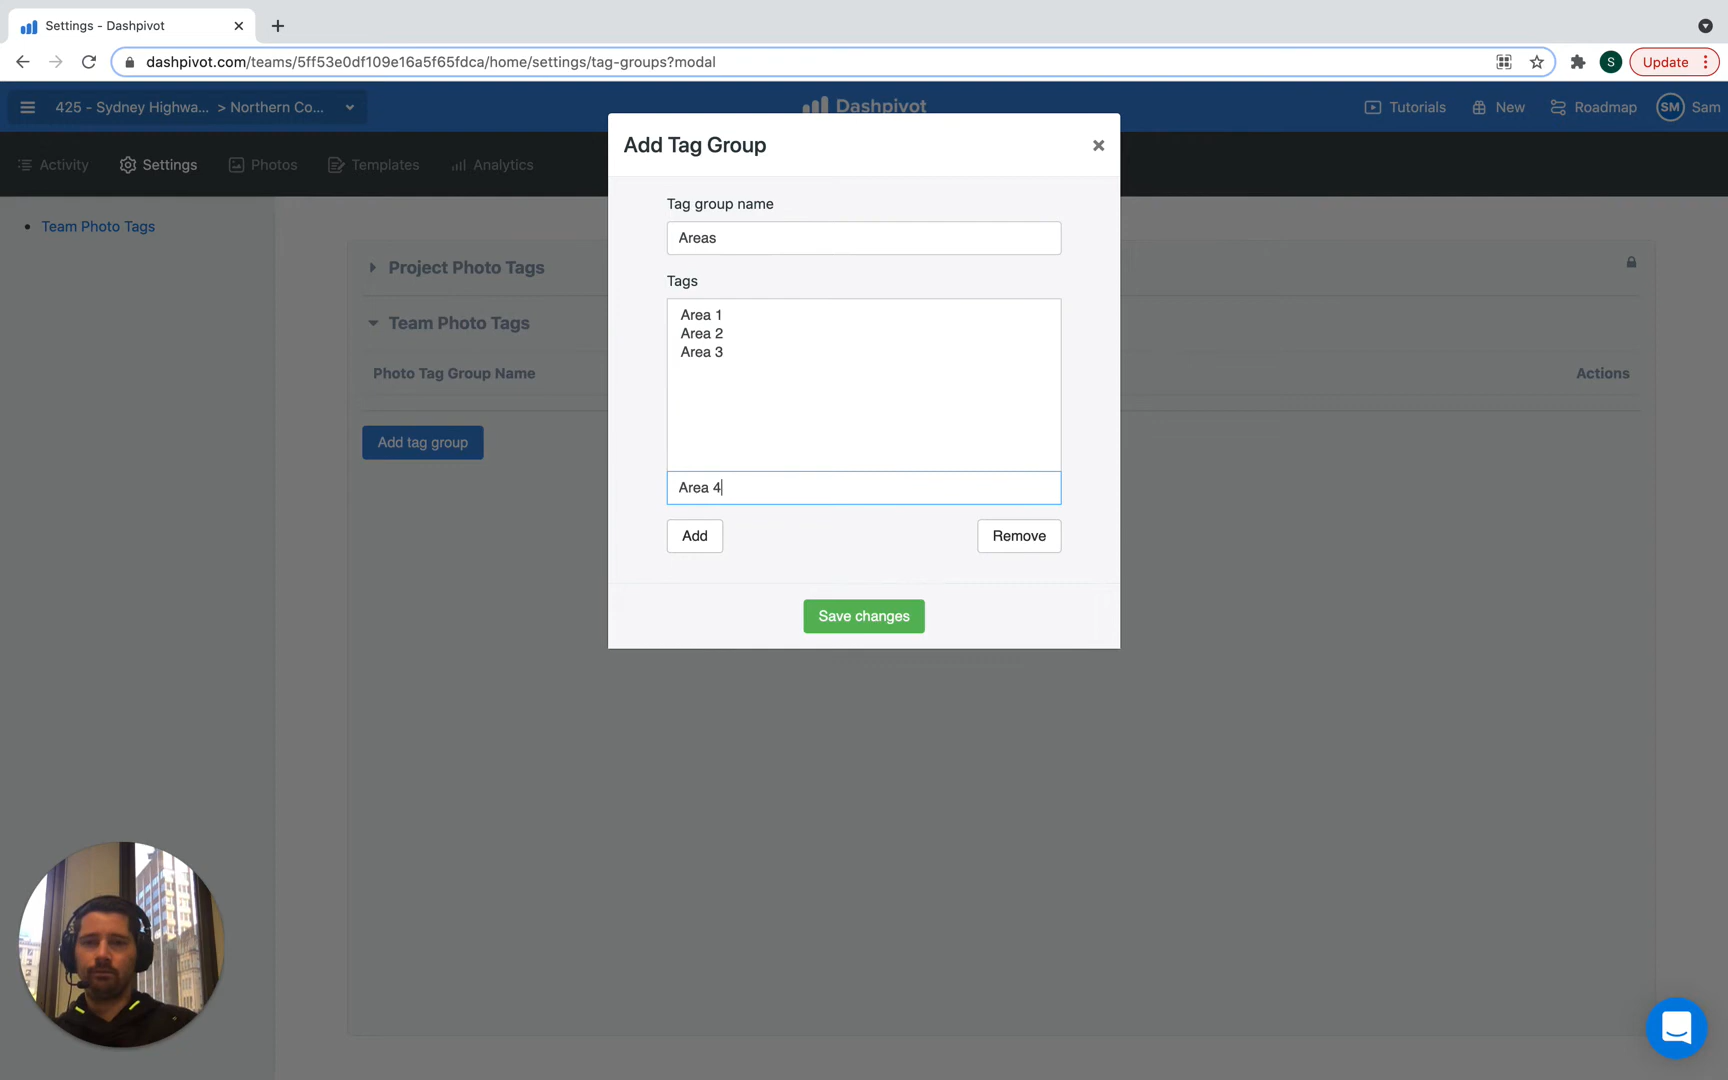 Settings - Dashpivot
dashpivot.com/teams/5ff53e0df109e16a5f65fdca/home/settings/tag-groups?modal
S
Update
425 - Sydney Highwa... > Northern Co...
Dashpivot
Tutorials
New
Roadmap
SM
Sam
Activity
Settings
Photos
Templates
Analytics
Team Photo Tags
Project Photo Tags
Team Photo Tags
Photo Tag Group Name
Actions
Add tag group
Add Tag Group
Tag group name
Areas
Tags
Area 1
Area 2
Area 3
Area 4
Add
Remove
Save changes